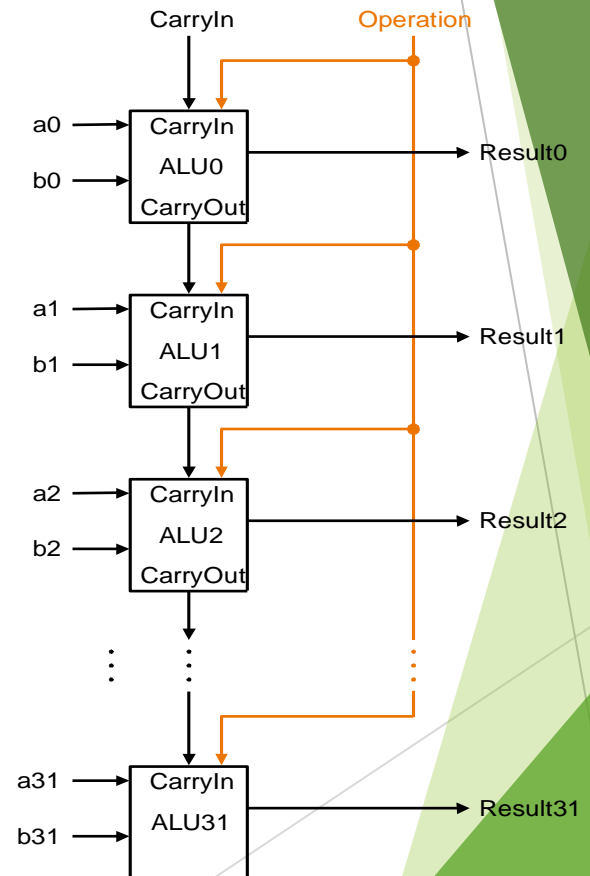 CarryIn Operation
a0 CarryIn
ALU0 Result0
b0
CarryOut
a1 CarryIn
ALU1 Result1
b1
CarryOut
a2 CarryIn
ALU2 Result2
b2
CarryOut
a31 CarryIn
ALU31 Result31
b31